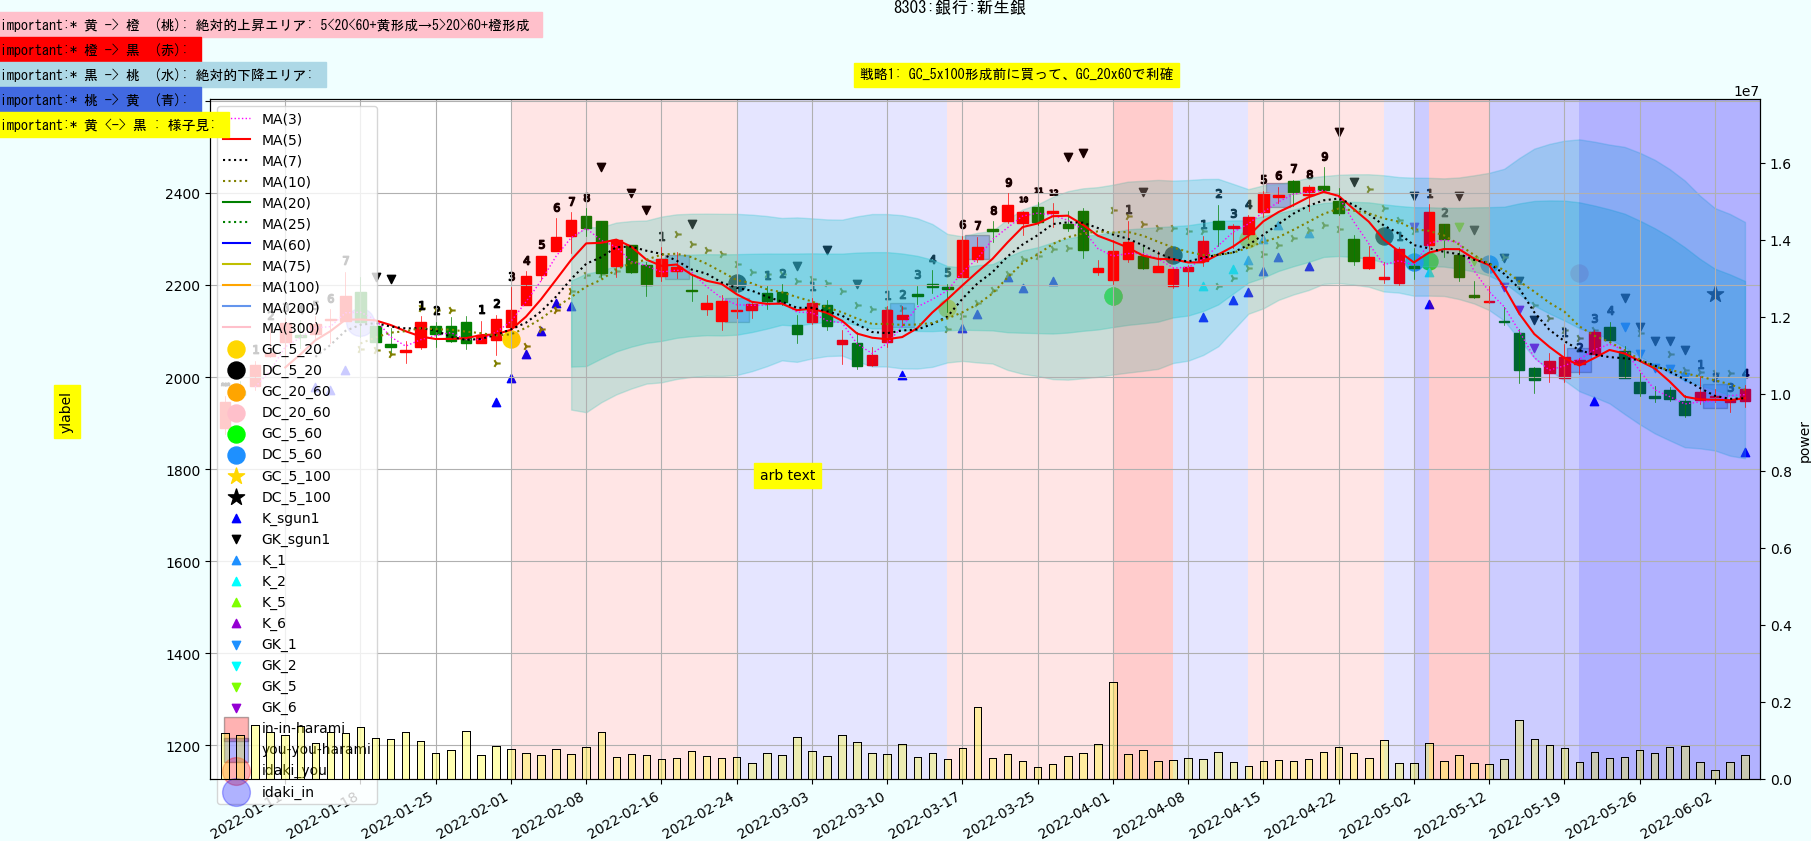 8303:銀行:新生銀
important:* 黄 -> 橙 (桃): 絶対的上昇エリア: 5<20<60+黄形成→5>20>60+橙形成
important:* 橙 -> 黒 (赤):
important:* 黒 -> 桃 (水): 絶対的下降エリア:
important:* 桃 -> 黄 (青):
important:* 黄 <-> 黒 : 様子見:
戦略1: GC_5x100形成前に買って、GC_20x60で利確
1e7
MA(3)
MA(5)
MA(7)
MA(10)
MA(20)
MA(25)
MA(60)
MA(75)
MA(100)
MA(200)
MA(300)
GC_5_20
DC_5_20
GC_20_60
DC_20_60
GC_5_60
DC_5_60
GC_5_100
DC_5_100
K_sgun1
GK_sgun1
K_1
K_2
K_5
K_6
GK_1
GK_2
GK_5
GK_6
in-in-harami
you-you-harami
idaki_you
idaki_in
ylabel
2400
2200
2000
1800
1600
1400
1200
arb text
power
1.6
1.4
1.2
1.0
0.8
0.6
0.4
0.2
0.0
2022-01-18
2022-01-25
2022-02-01
2022-02-08
2022-02-16
2022-02-24
2022-03-03
2022-03-10
2022-03-17
2022-03-25
2022-04-01
2022-04-08
2022-04-15
2022-04-22
2022-05-02
2022-05-12
2022-05-19
2022-05-26
2022-06-02